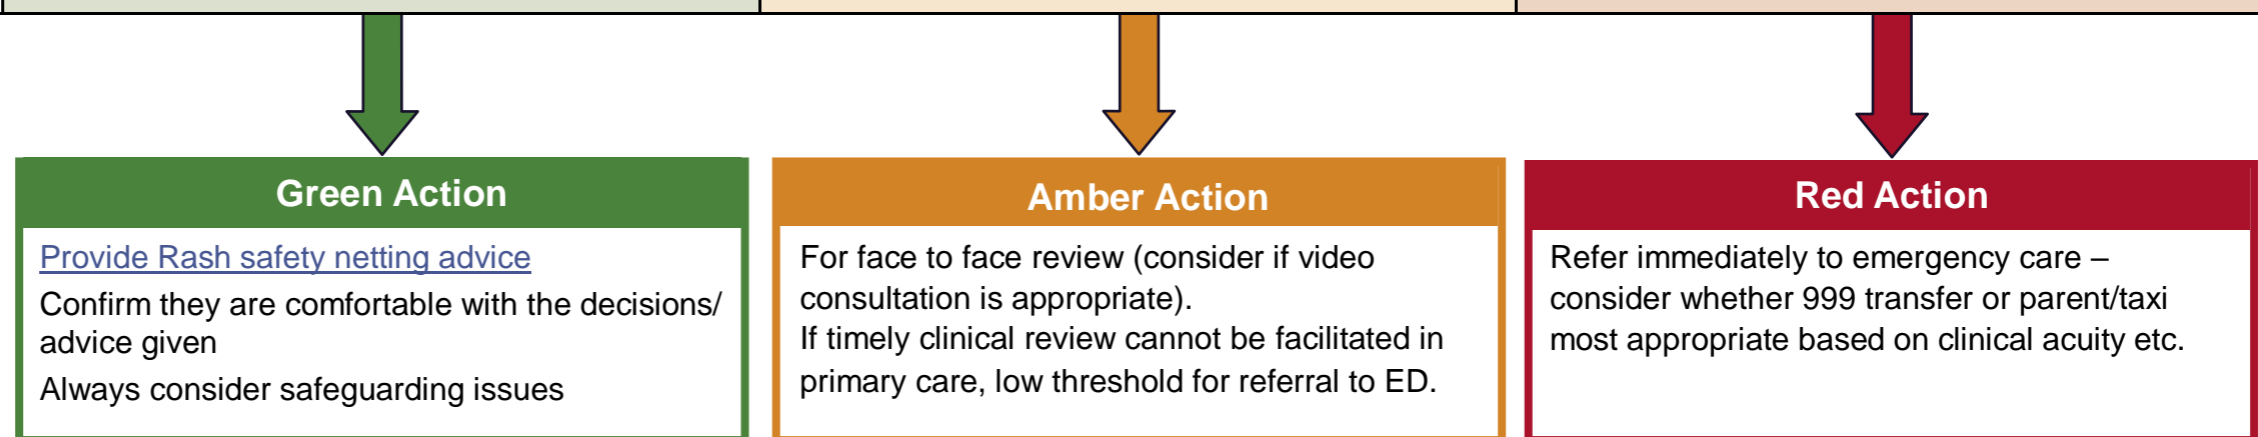 Green Action
Provide Rash safety netting advice
Confirm they are comfortable with the decisions/
advice given
Always consider safeguarding issues
Amber Action
For face to face review (consider if video
consultation is appropriate).
If timely clinical review cannot be facilitated in
primary care, low threshold for referral to ED.
Red Action
Refer immediately to emergency care –
consider whether 999 transfer or parent/taxi
most appropriate based on clinical acuity etc.